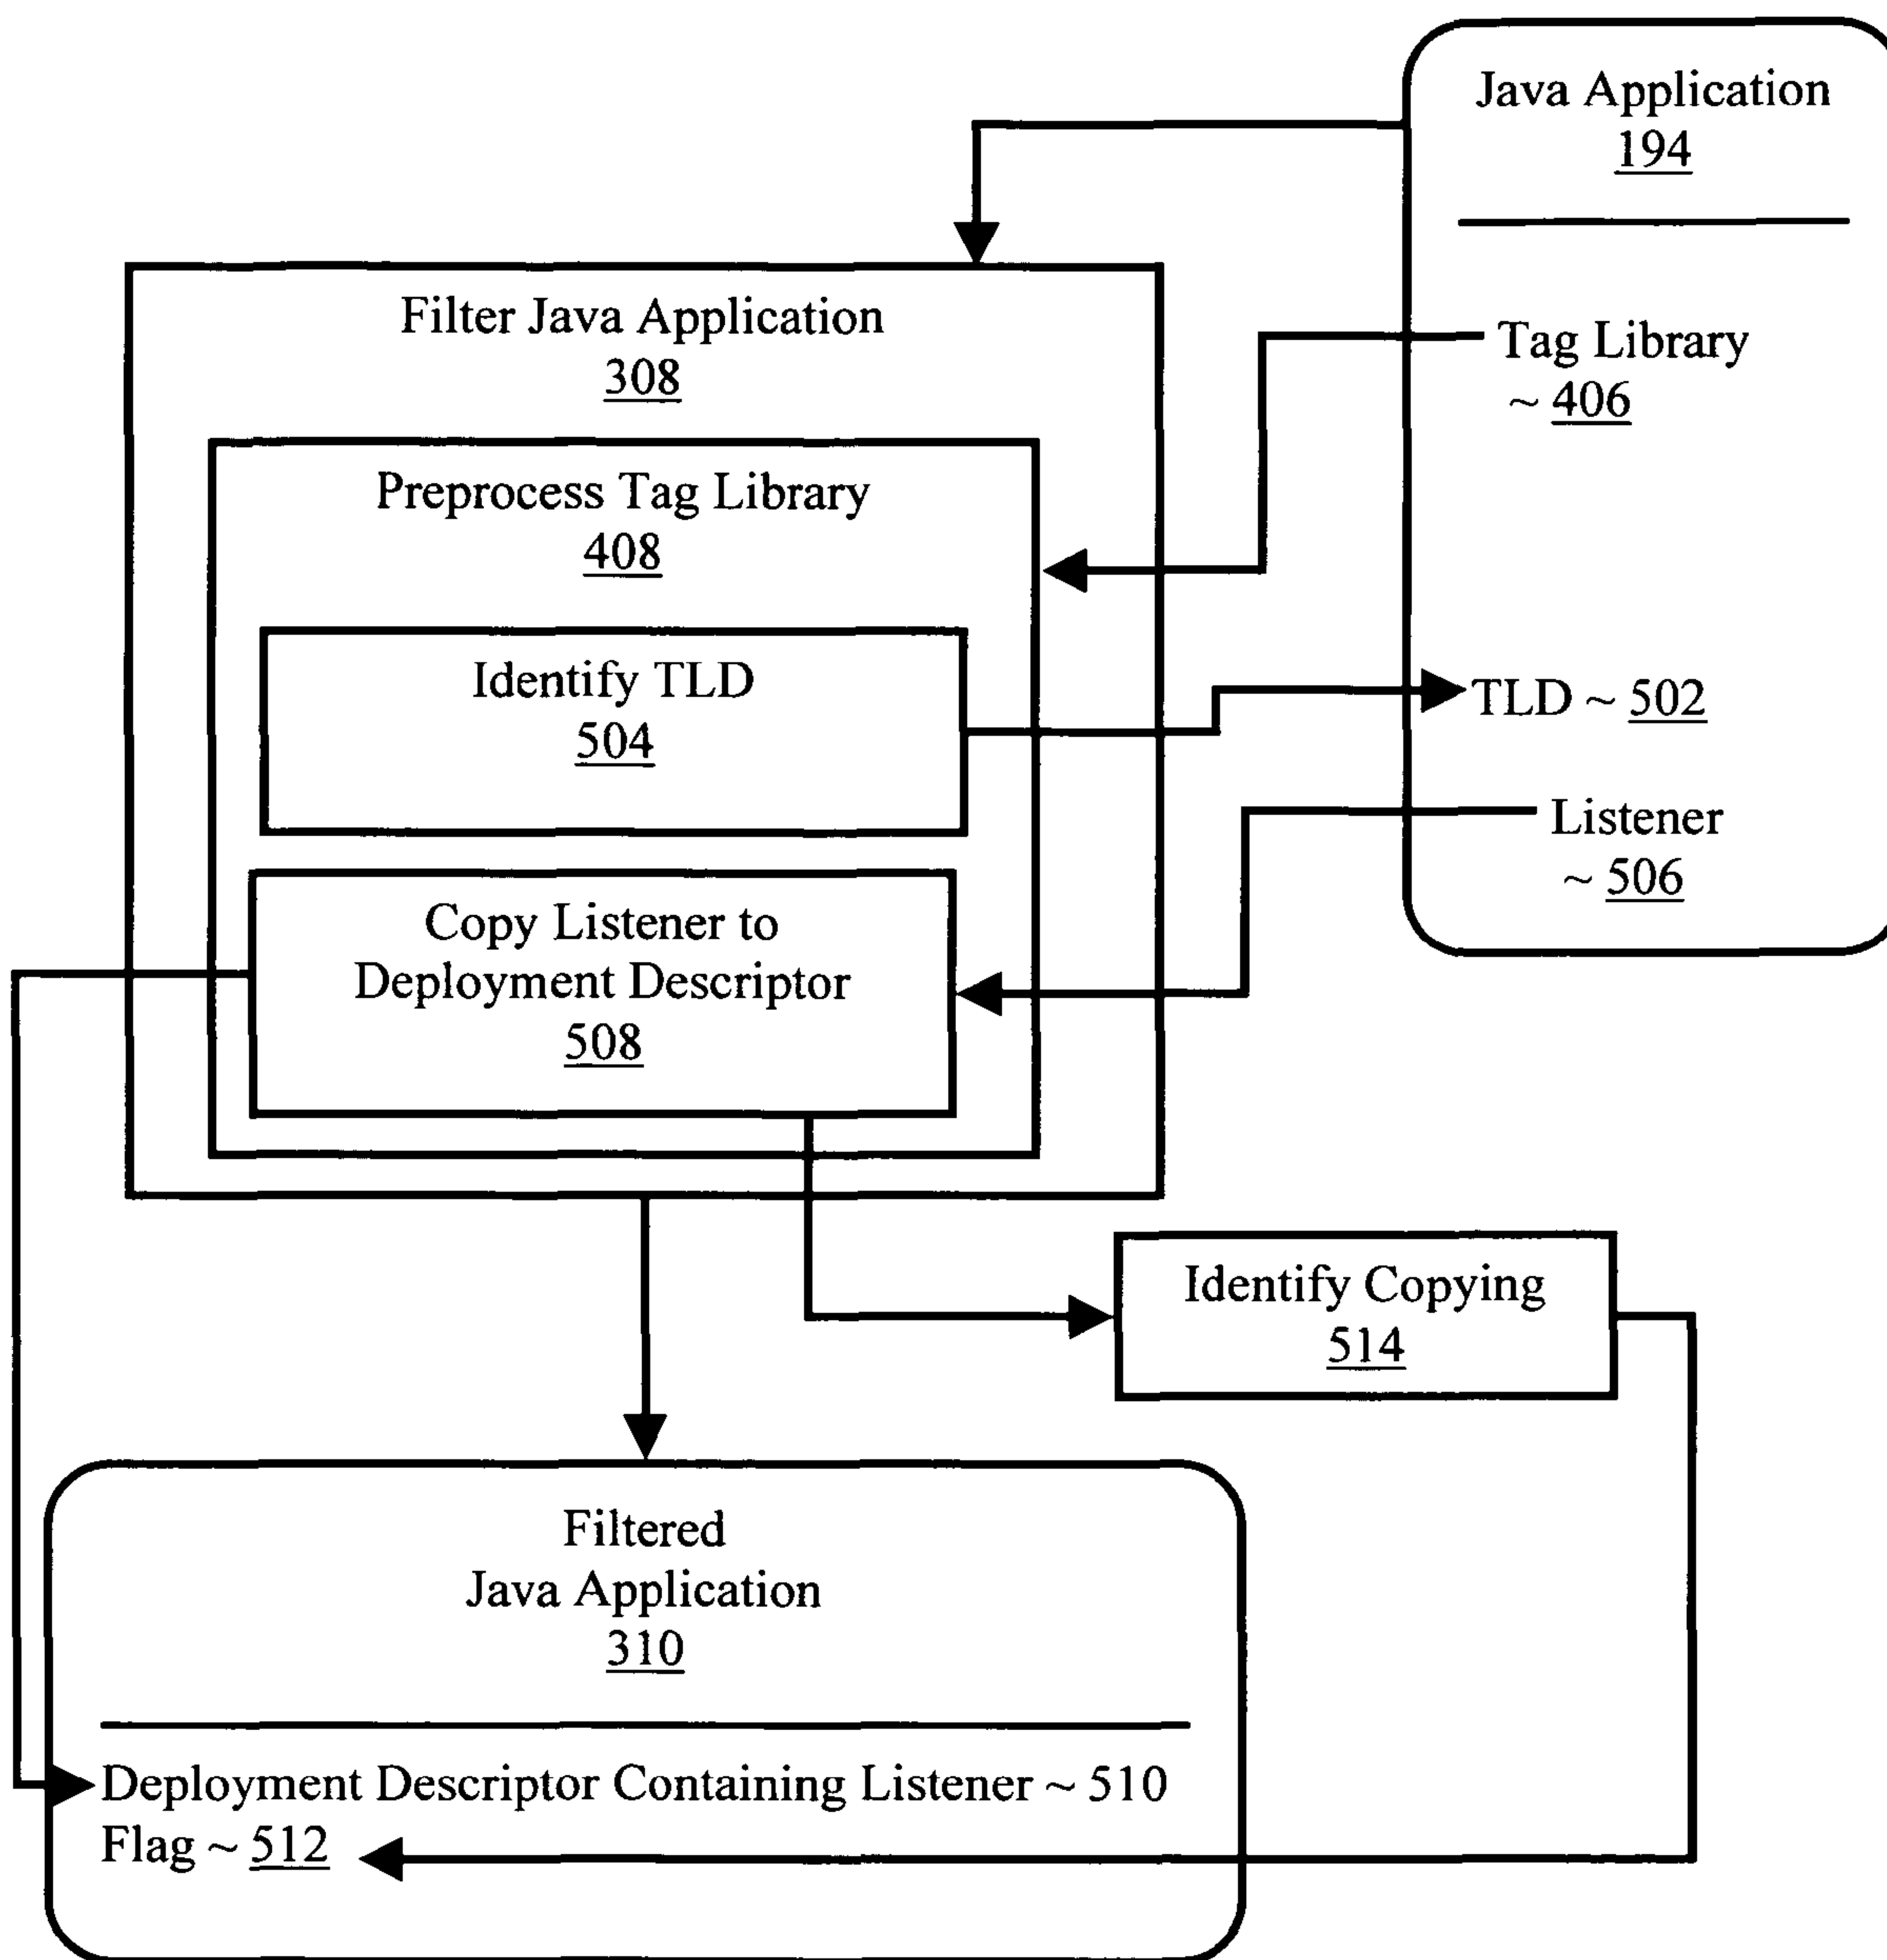 Java Application
194
Filter Java Application
308
Tag Library
~ 406
Preprocess Tag Library
408
Identify TLD
504
TLD ~ 502
Listener
~ 506
Copy Listener to
Deployment Descriptor
508
Identify Copying
514
Filtered
Java Application
310
Deployment Descriptor Containing Listener ~ 510
Flag ~ 512